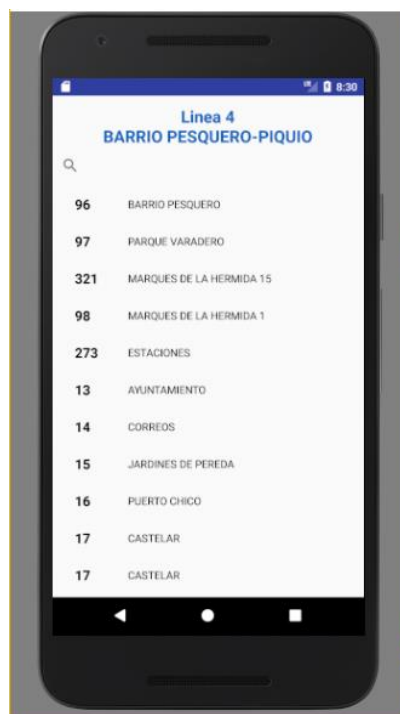 8:30
Linea 4
BARRIO PESQUERO-PIQUIO
96 BARRIO PESQUERO
97 PARQUE VARADERO
321 MARQUES DE LA HERMIDA 15
98 MARQUES DE LA HERMIDA 1
273 ESTACIONES
13 AYUNTAMIENTO
14 CORREOS
15 JARDINES DE PEREDA
16 PUERTO CHICO
17 CASTELAR
17 CASTELAR